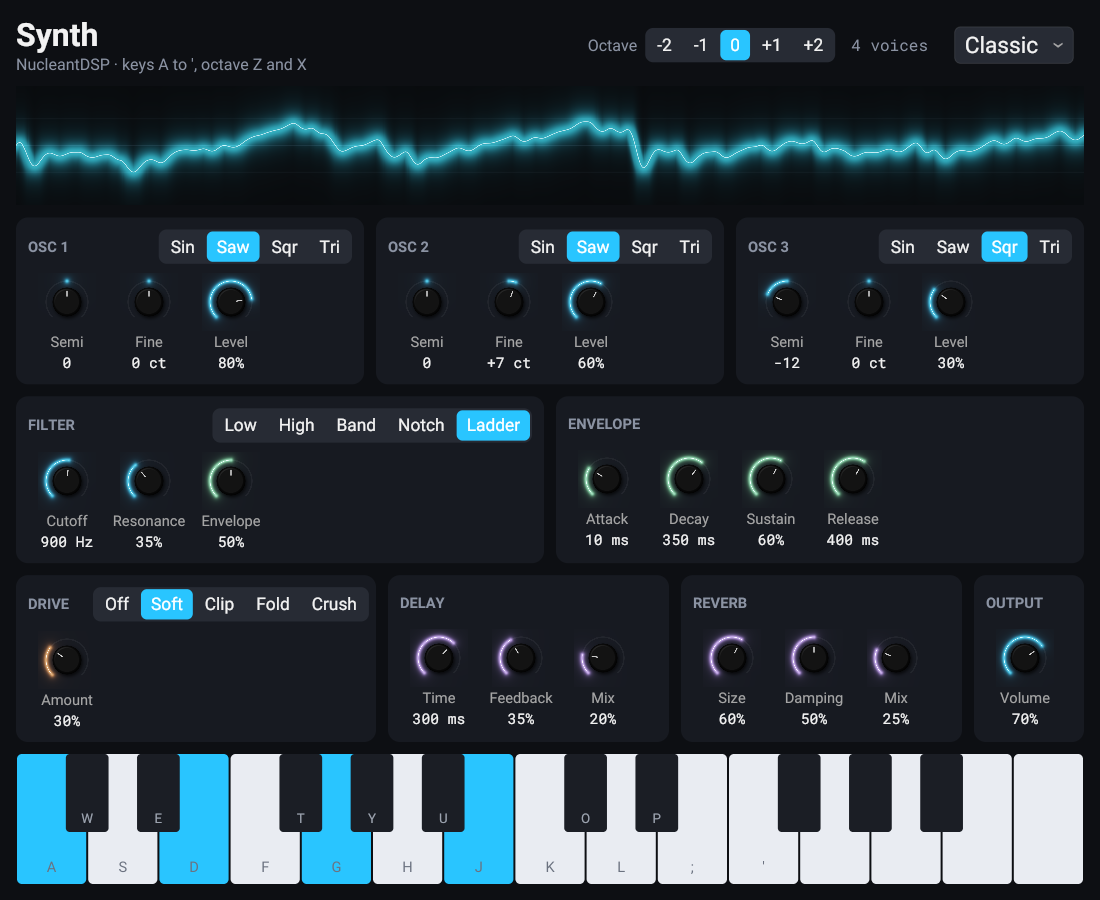 Synth
NucleantDSP · keys A to ', octave Z and X
Octave -2 -1 0 +1 +2 4 voices Classic
OSC 1 Sin Saw Sqr Tri
Semi Fine Level
0 0 ct 80%
OSC 2 Sin Saw Sqr Tri
Semi Fine Level
0 +7 ct 60%
OSC 3 Sin Saw Sqr Tri
Semi Fine Level
-12 0 ct 30%
FILTER Low High Band Notch Ladder
Cutoff Resonance Envelope
900 Hz 35% 50%
ENVELOPE
Attack Decay Sustain Release
10 ms 350 ms 60% 400 ms
DRIVE Off Soft Clip Fold Crush
Amount
30%
DELAY
Time Feedback Mix
300 ms 35% 20%
REVERB
Size Damping Mix
60% 50% 25%
OUTPUT
Volume
70%
W E T Y U O P
A S D F G H J K L ; '